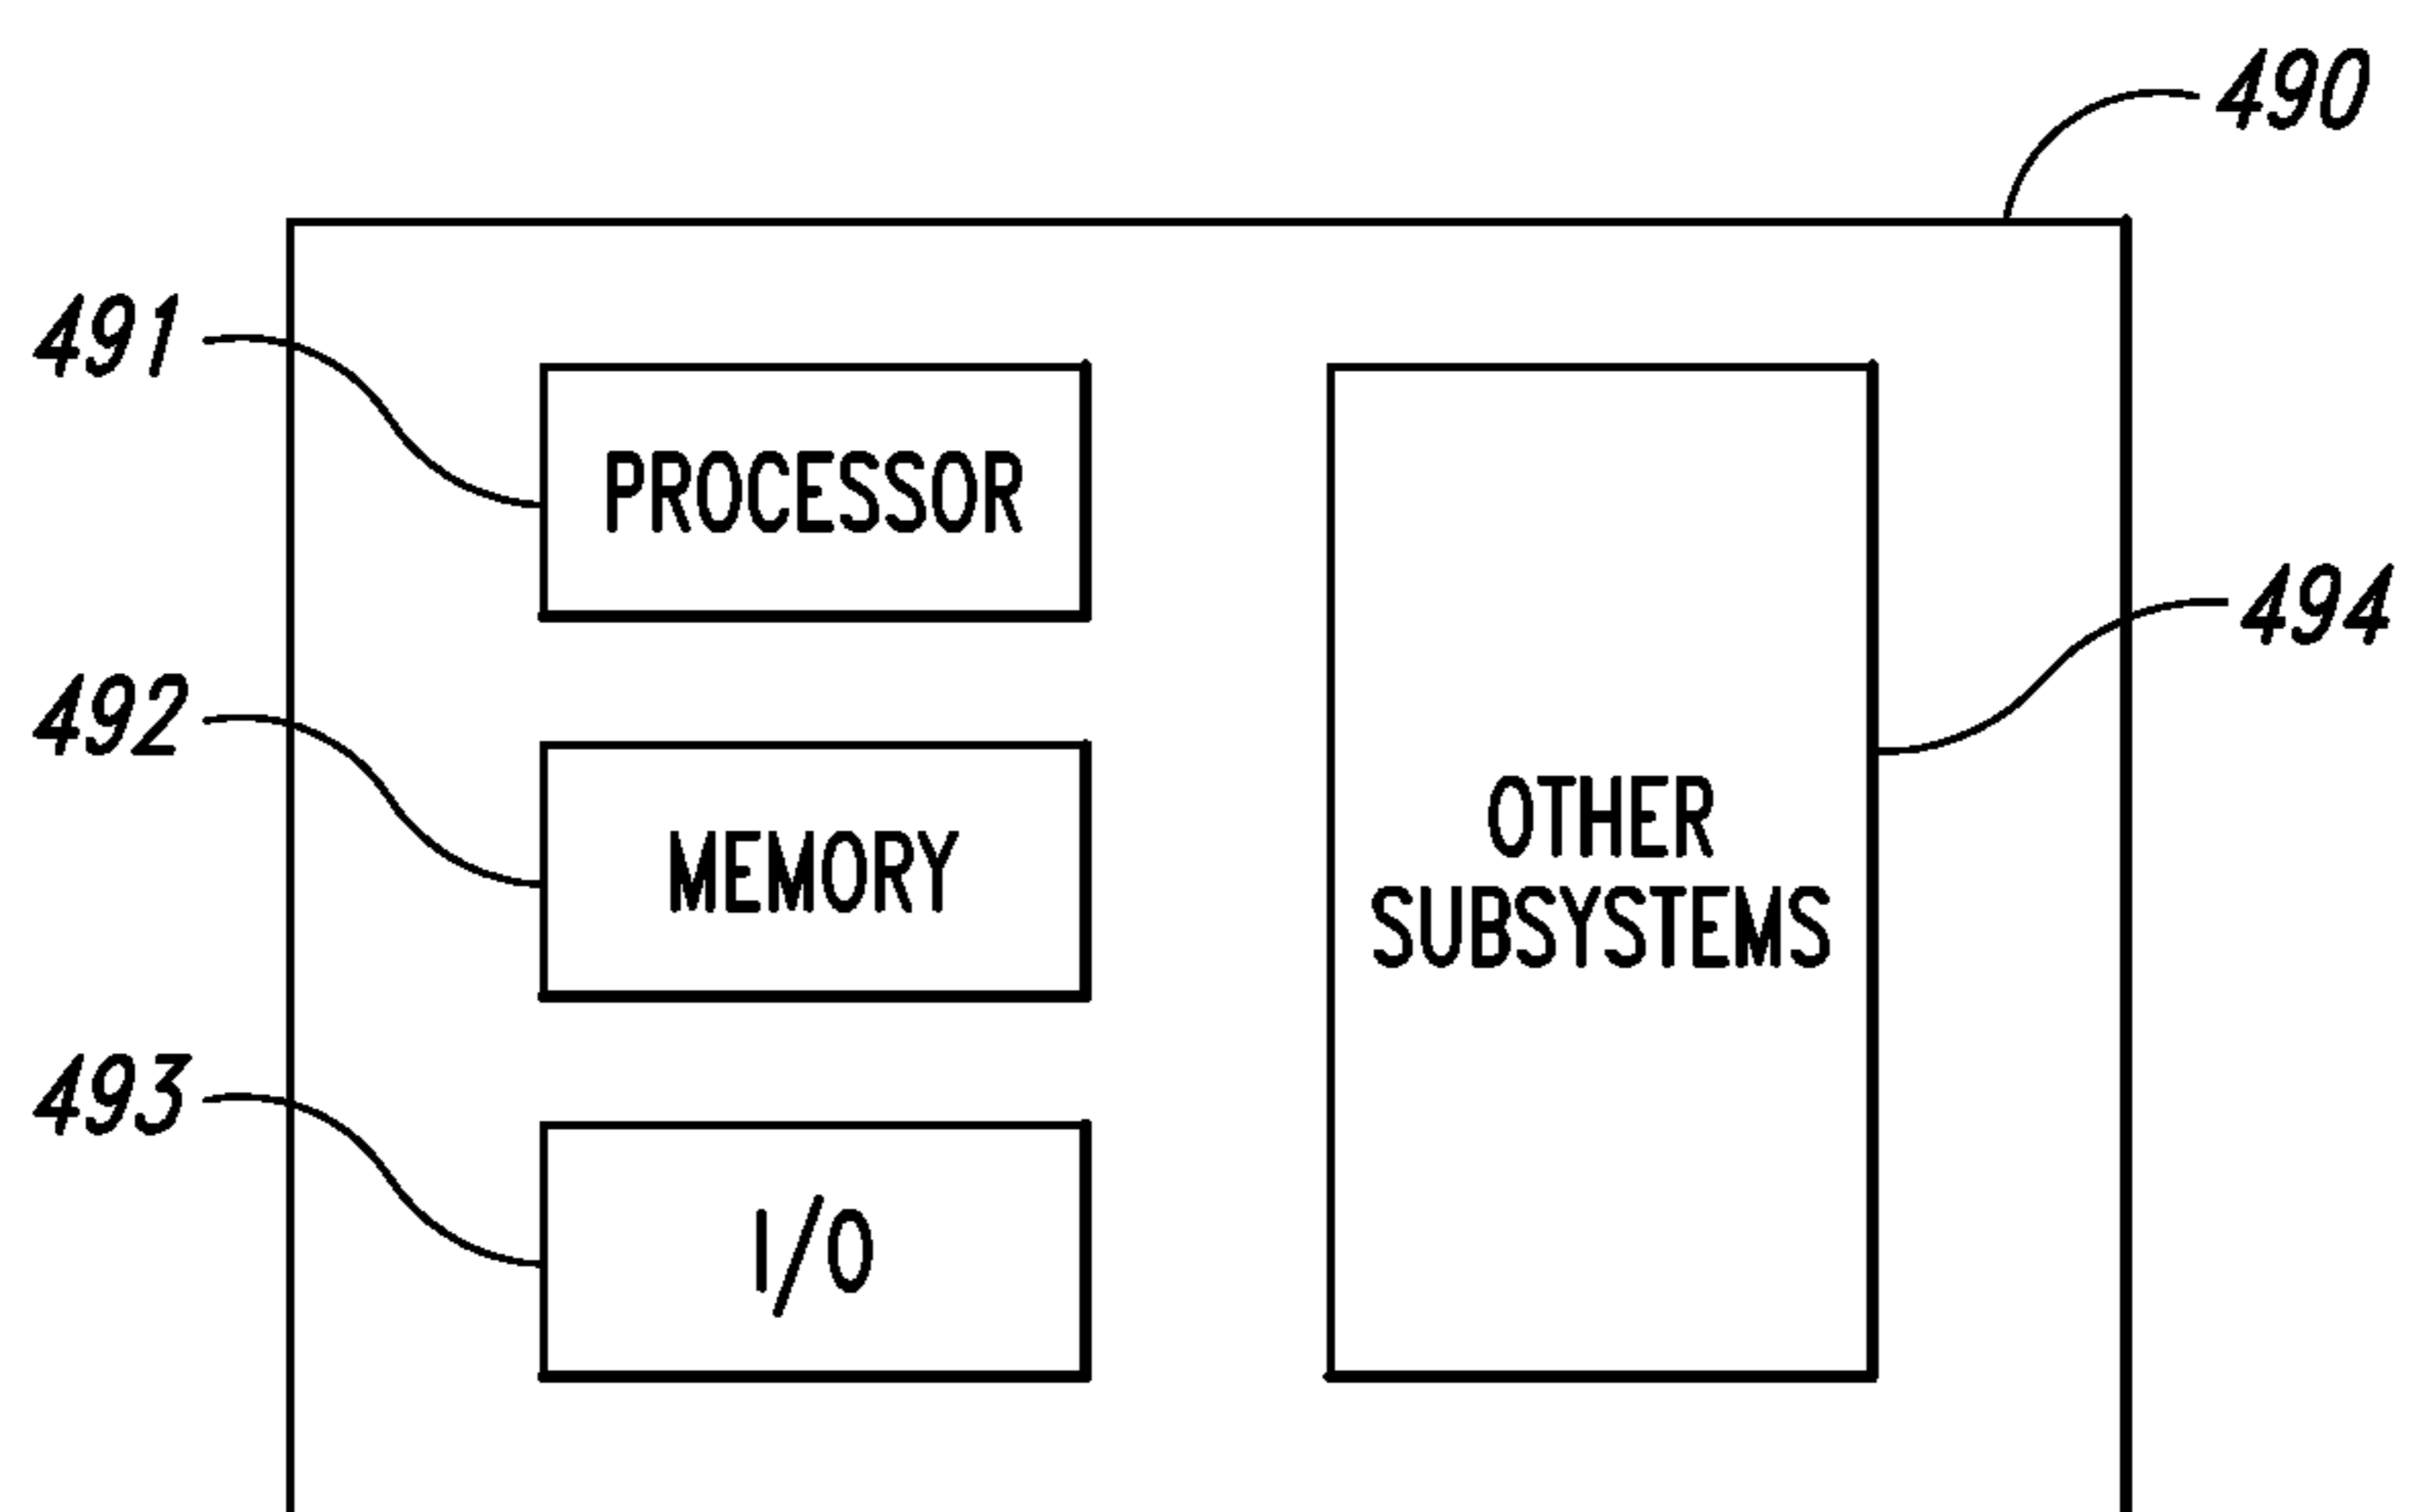 490
491
PROCESSOR
494
492
OTHER
MEMORY
SUBSYSTEMS
493
I/O